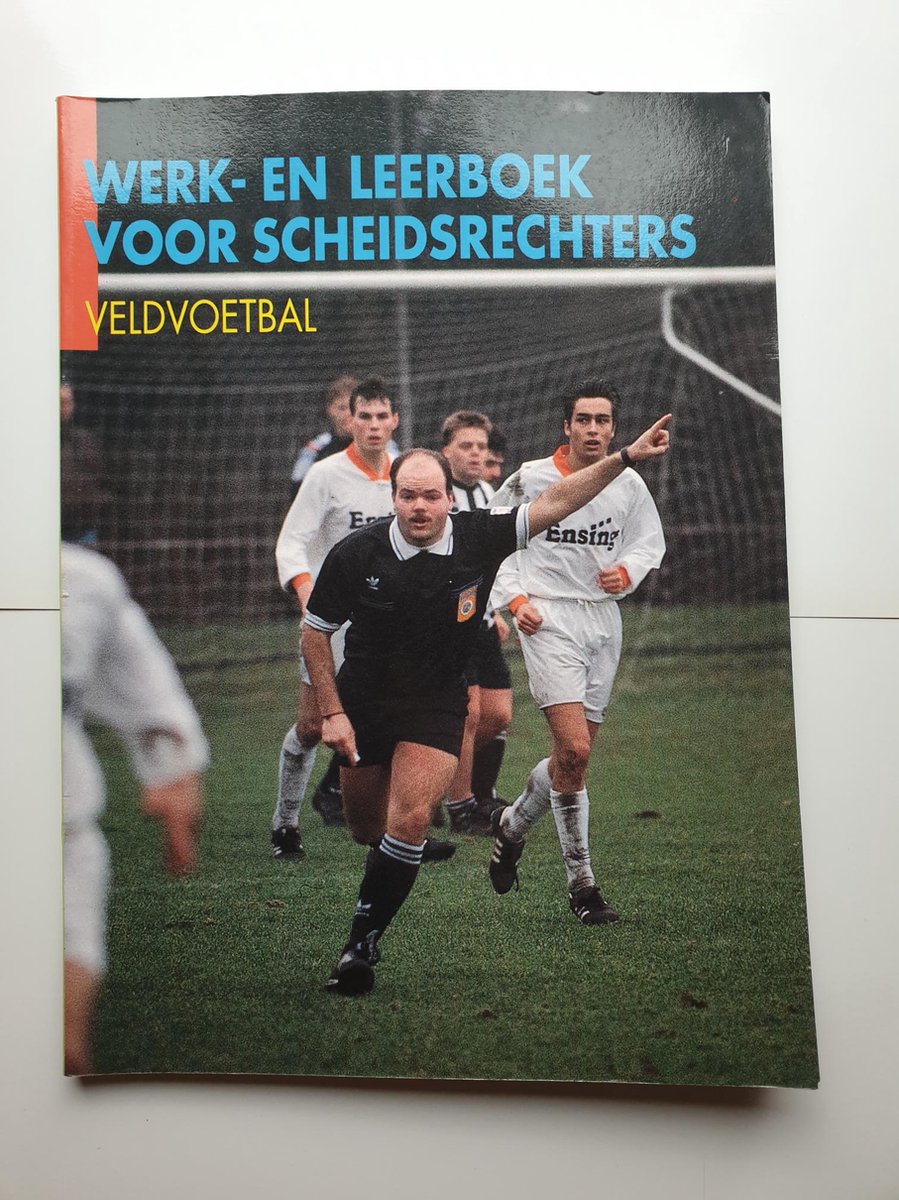 WERK- EN LEERBOEK
VOOR SCHEIDSRECHTERS
VELDVOETBAL
Ensing